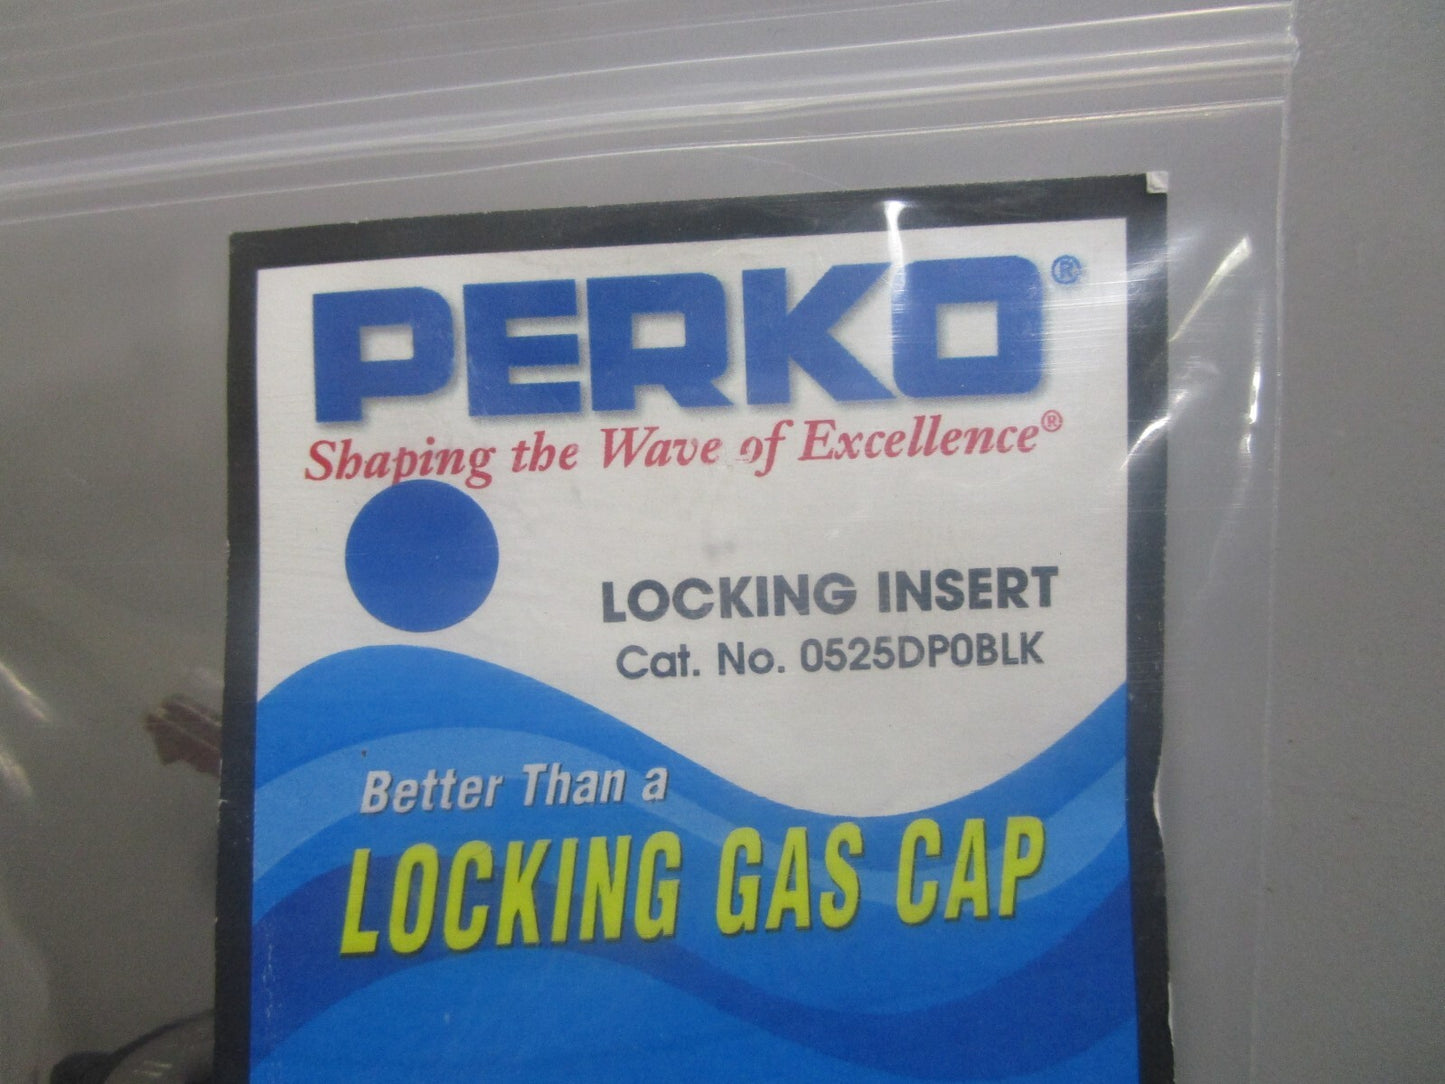 PERKO®
Shaping the Wave of Excellence®
LOCKING INSERT
Cat. No. 0525DP0BLK
Better Than a
LOCKING GAS CAP